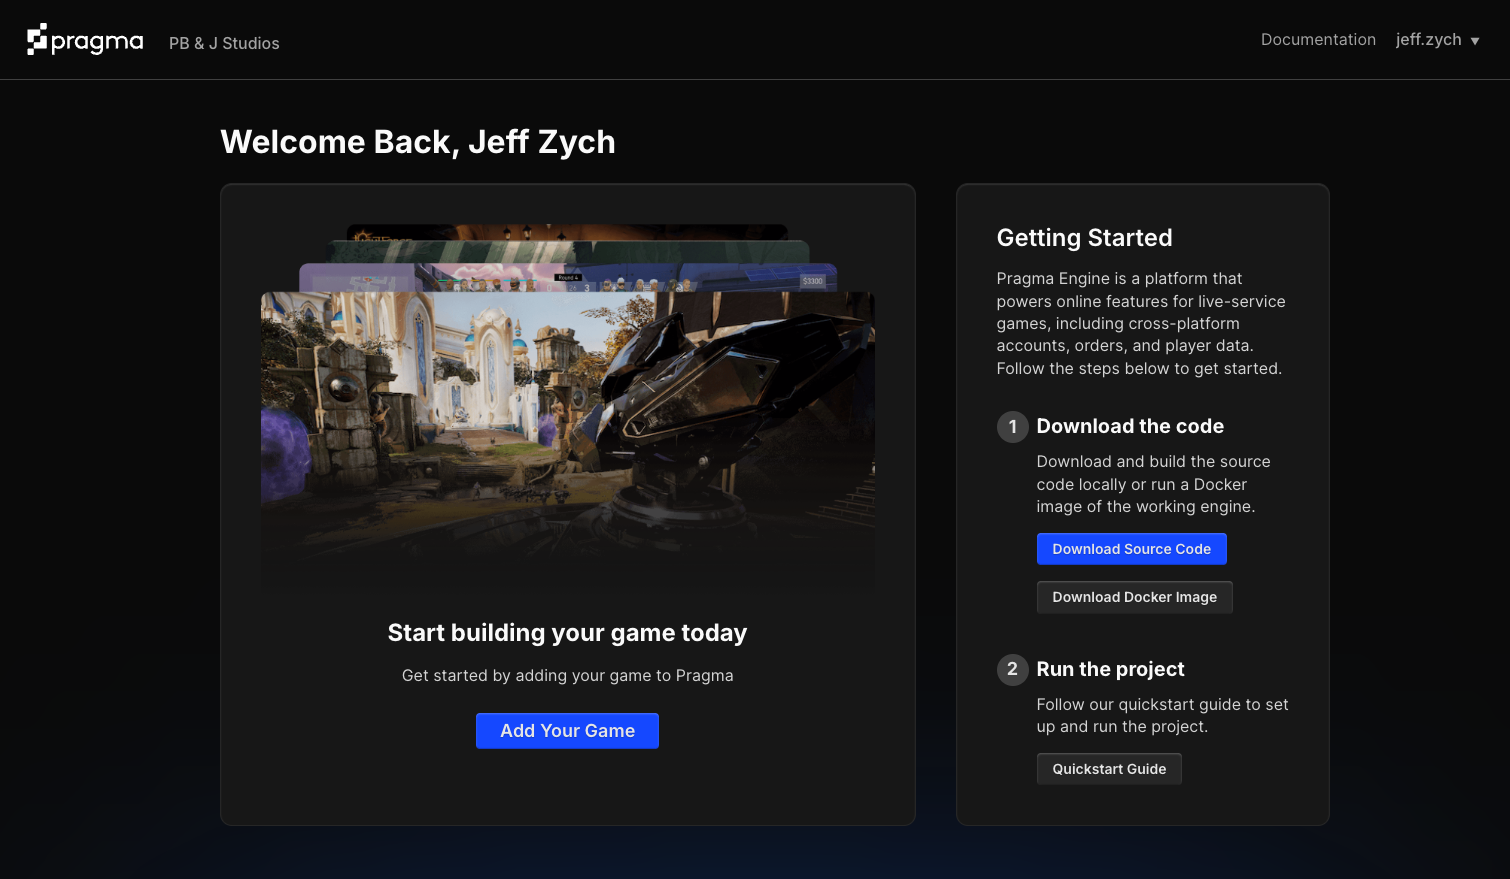 pragma
PB & J Studios
Documentation
jeff.zych ▼
Welcome Back, Jeff Zych
Round 4
3
$3300
Start building your game today
Get started by adding your game to Pragma
Add Your Game
Getting Started
Pragma Engine is a platform that
powers online features for live-service
games, including cross-platform
accounts, orders, and player data.
Follow the steps below to get started.
1
Download the code
Download and build the source
code locally or run a Docker
image of the working engine.
Download Source Code
Download Docker Image
2
Run the project
Follow our quickstart guide to set
up and run the project.
Quickstart Guide